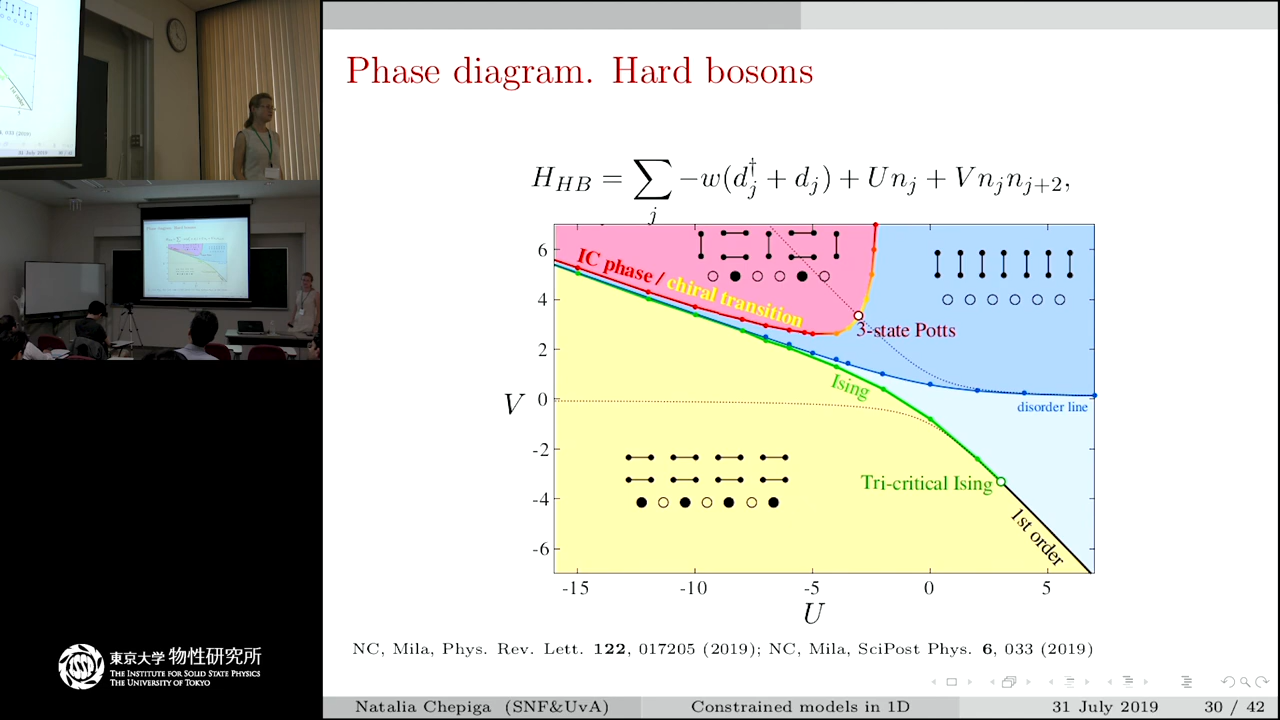 Phase diagram. Hard bosons
H_{HB} = \sum_j -w(d_j^\dagger + d_j) + U n_j + V n_j n_{j+2},
6
4
2
0
-2
-4
-6
V
IC phase / chiral transition
3-state Potts
Ising
disorder line
Tri-critical Ising
1st order
-15 -10 -5 0 5
U
NC, Mila, Phys. Rev. Lett. 122, 017205 (2019); NC, Mila, SciPost Phys. 6, 033 (2019)
東京大学 物性研究所
THE INSTITUTE FOR SOLID STATE PHYSICS
THE UNIVERSITY OF TOKYO
Natalia Chepiga (SNF&UvA) Constrained models in 1D 31 July 2019 30 / 42